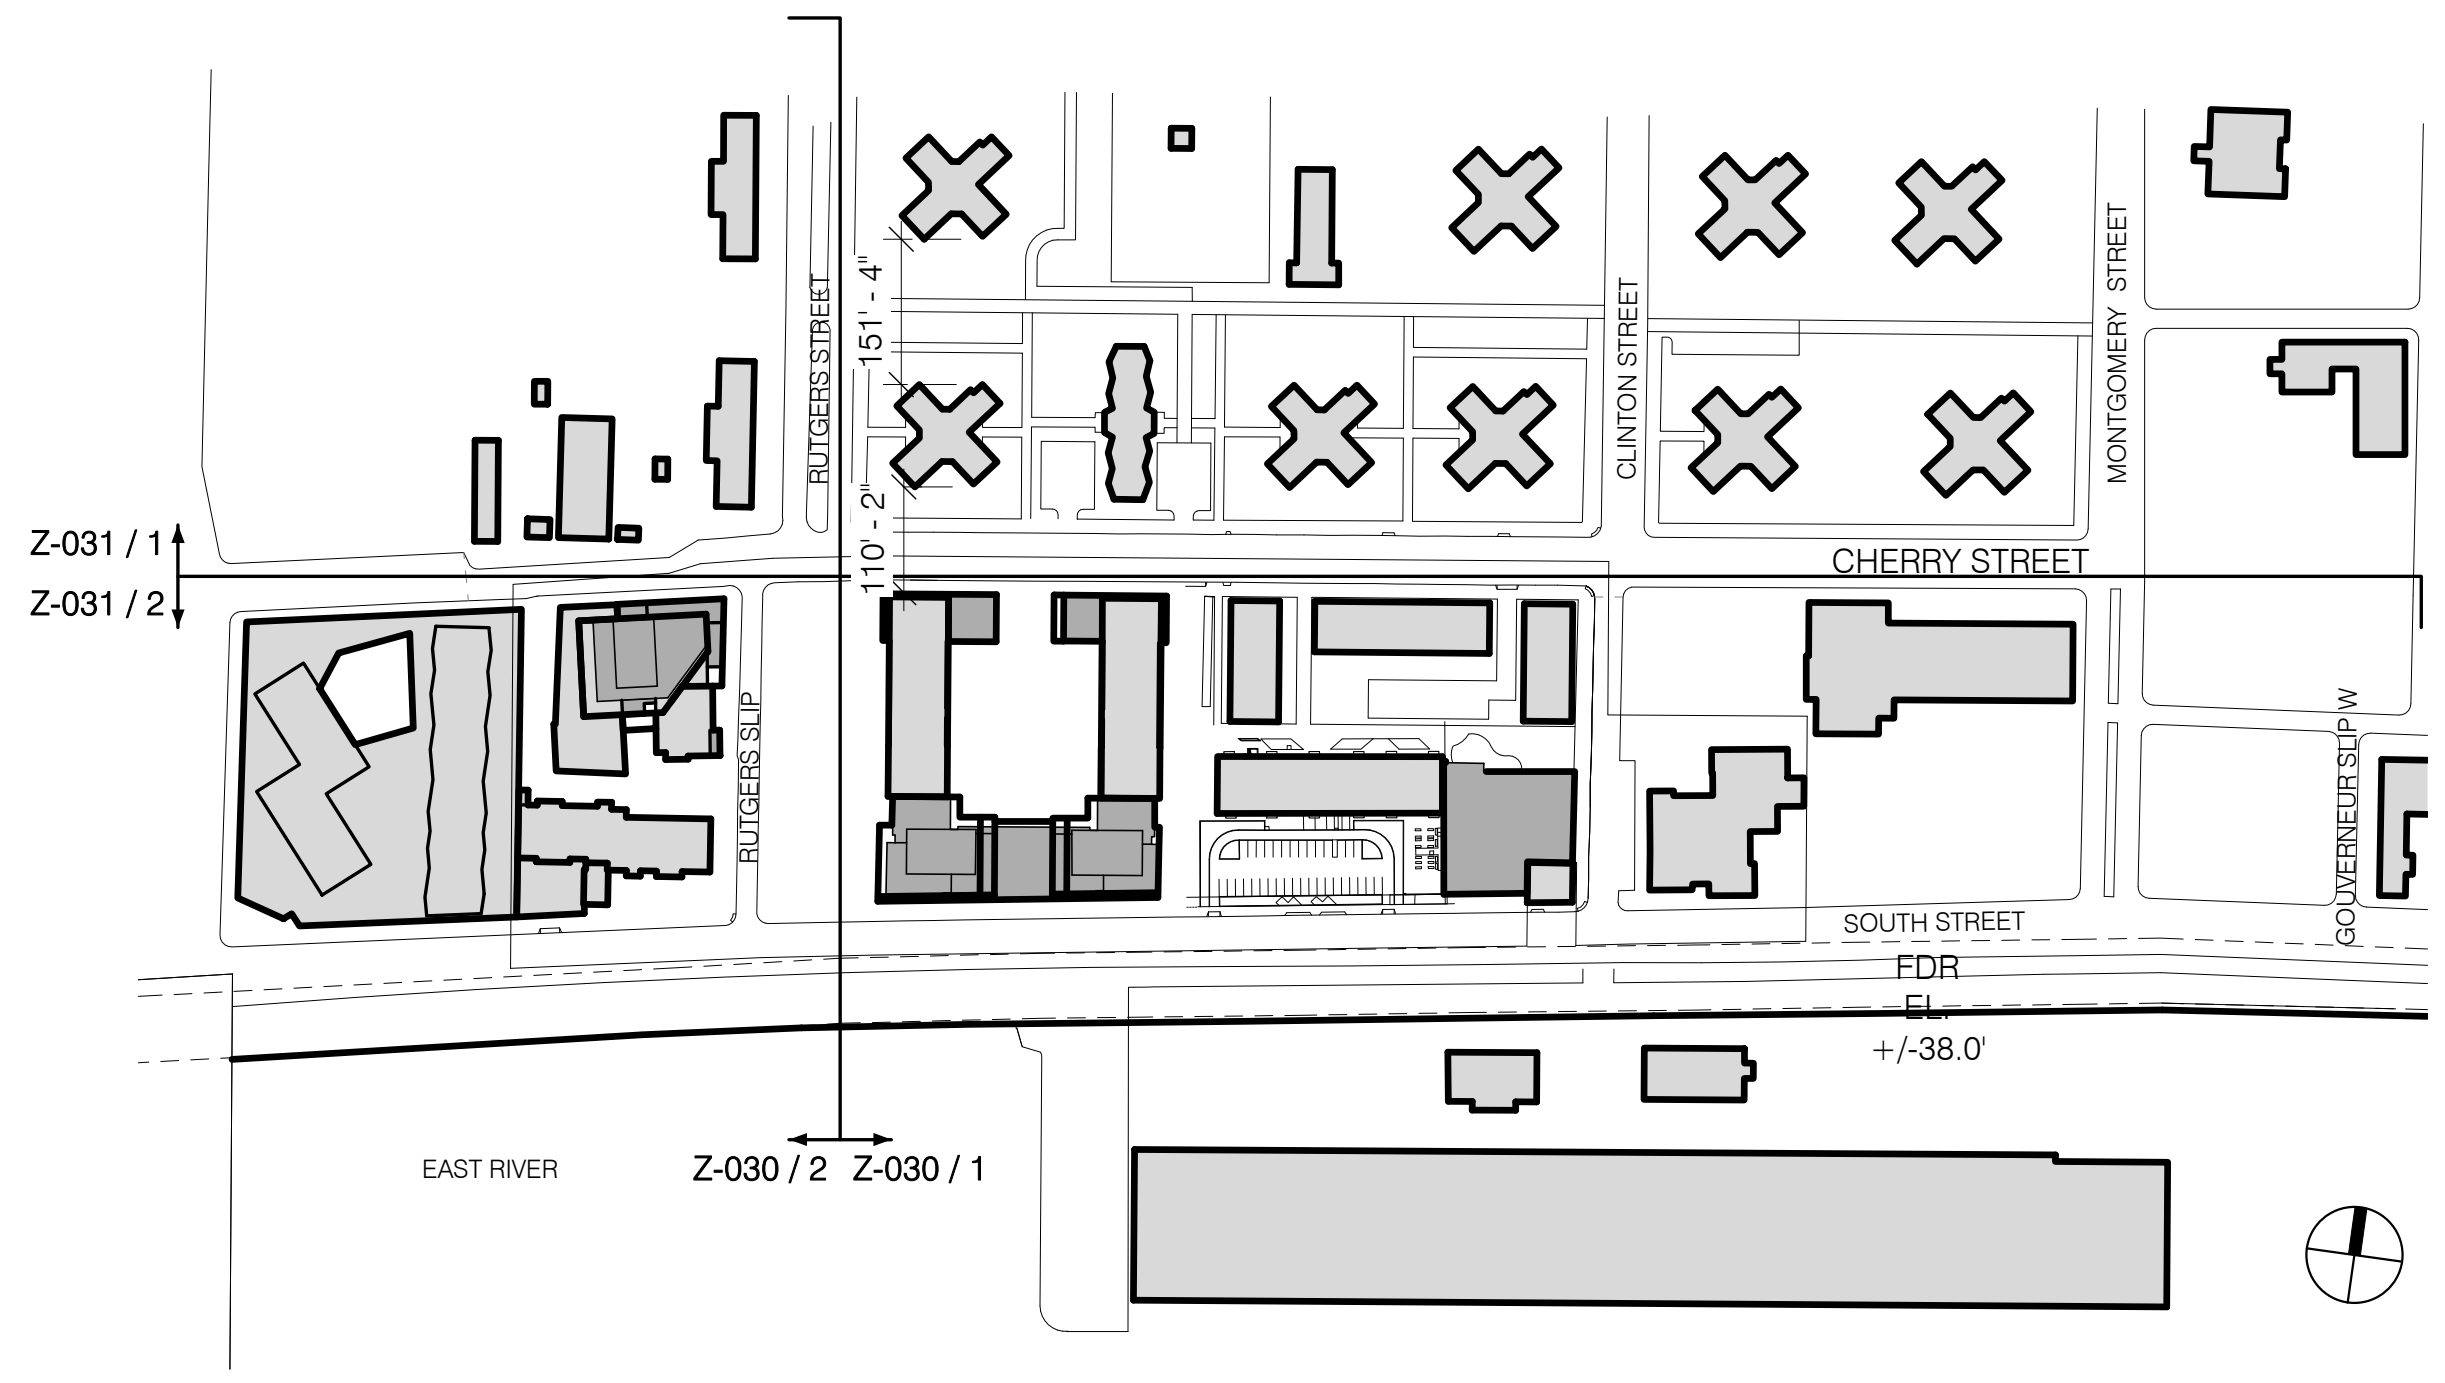 RUTGERS STREET
151' - 4"
CLINTON STREET
MONTGOMERY STREET
110' - 2"
Z-031 / 1
CHERRY STREET
Z-031 / 2
RUTGERS SLIP
GOUVERNEUR SLIP W
SOUTH STREET
FDR
EL.
+/-38.0'
EAST RIVER
Z-030 / 2 Z-030 / 1